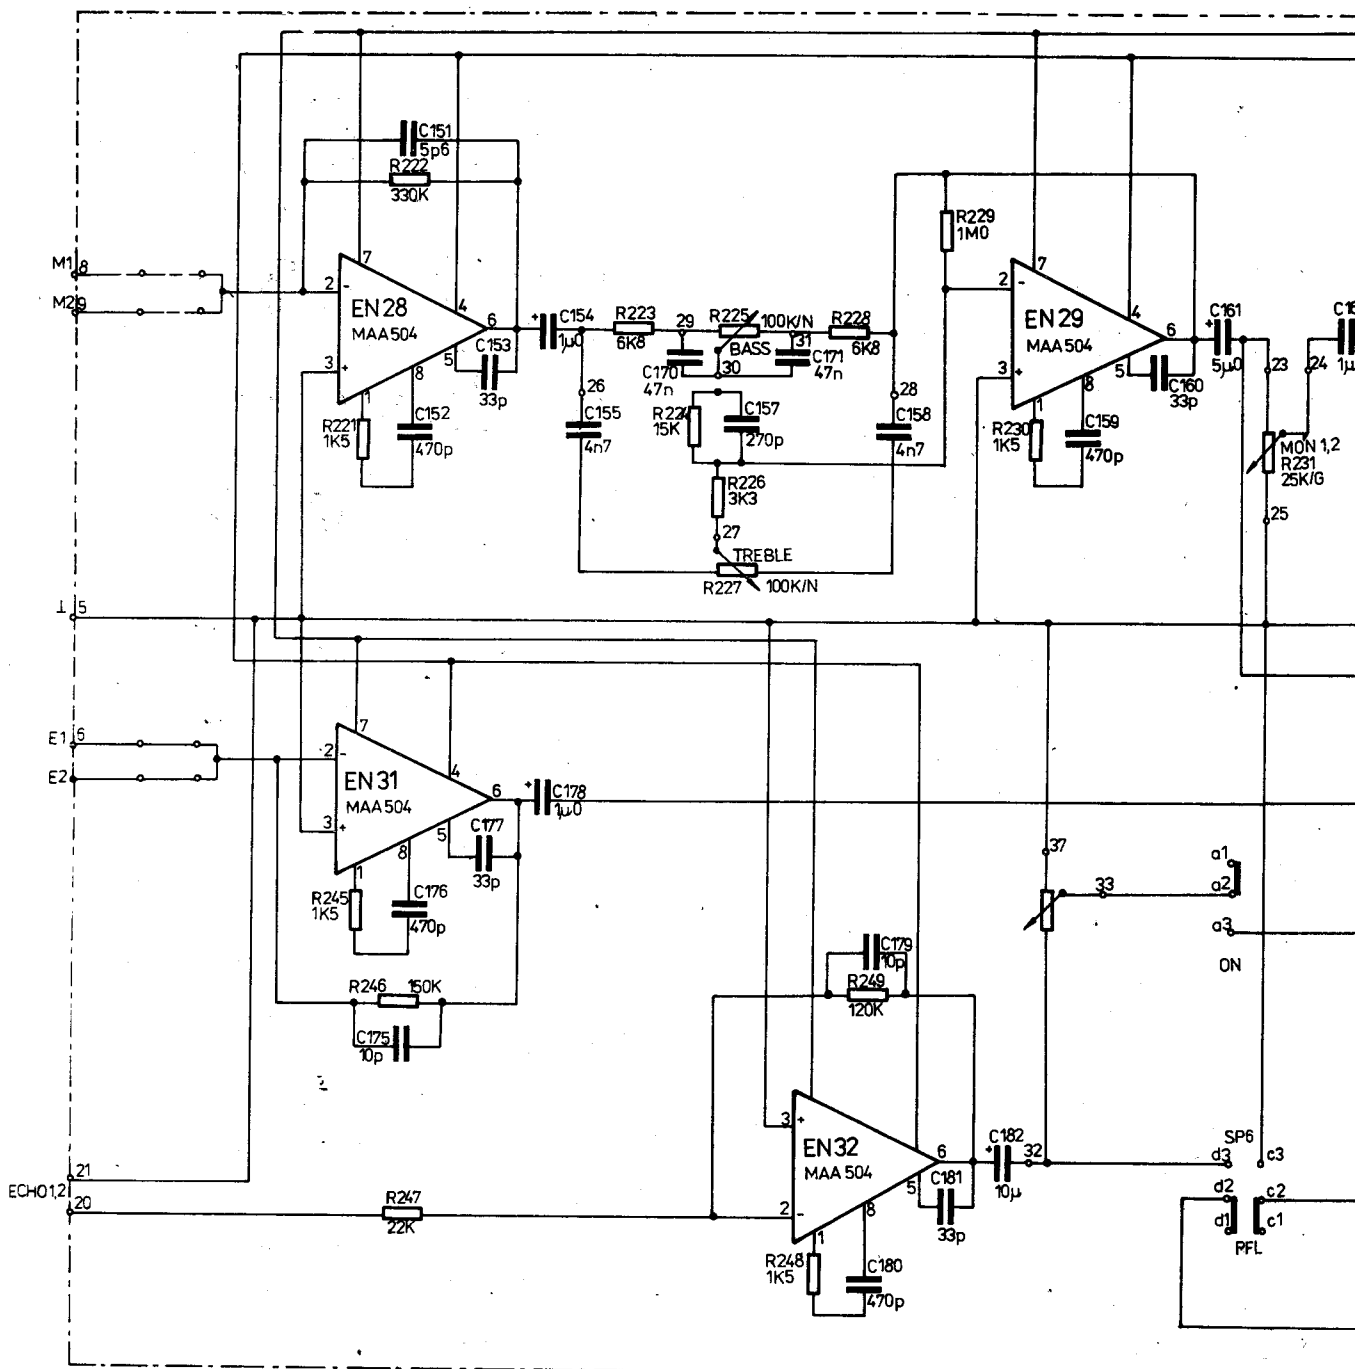 C151
5p6
R222
330K
M1 8
M2 9
7
2 -
EN28
MAA504
4
6
3 +
5
1
8
C153
33p
R221
1K5
C152
470p
+ C154
1µ0
R223
6K8
29
R225
100K/N
BASS
30
31
R228
6K8
C170
47n
C171
47n
26
C155
4n7
R224
15K
C157
270p
28
C158
4n7
R226
3K3
27
TREBLE
R227
100K/N
R229
1M0
7
2 -
EN29
MAA504
4
6
3 +
5
1
8
C160
33p
R230
1K5
C159
470p
+ C161
5µ0
23
24
1µ
MON 1,2
R231
25K/G
25
⊥ 5
E1 6
E2
7
2 -
EN31
MAA504
4
6
3 +
5
1
8
C177
33p
R245
1K5
C176
470p
+ C178
1µ0
R246 150K
C175
10p
37
33
a1
a2
a3
ON
C179
10p
R249
120K
3 +
EN32
MAA504
6
5
2 -
1
8
C181
33p
R248
1K5
C180
470p
+ C182
10µ
32
SP6
d3 c3
d2 c2
d1 c1
PFL
21
ECHO1,2
20
R247
22K